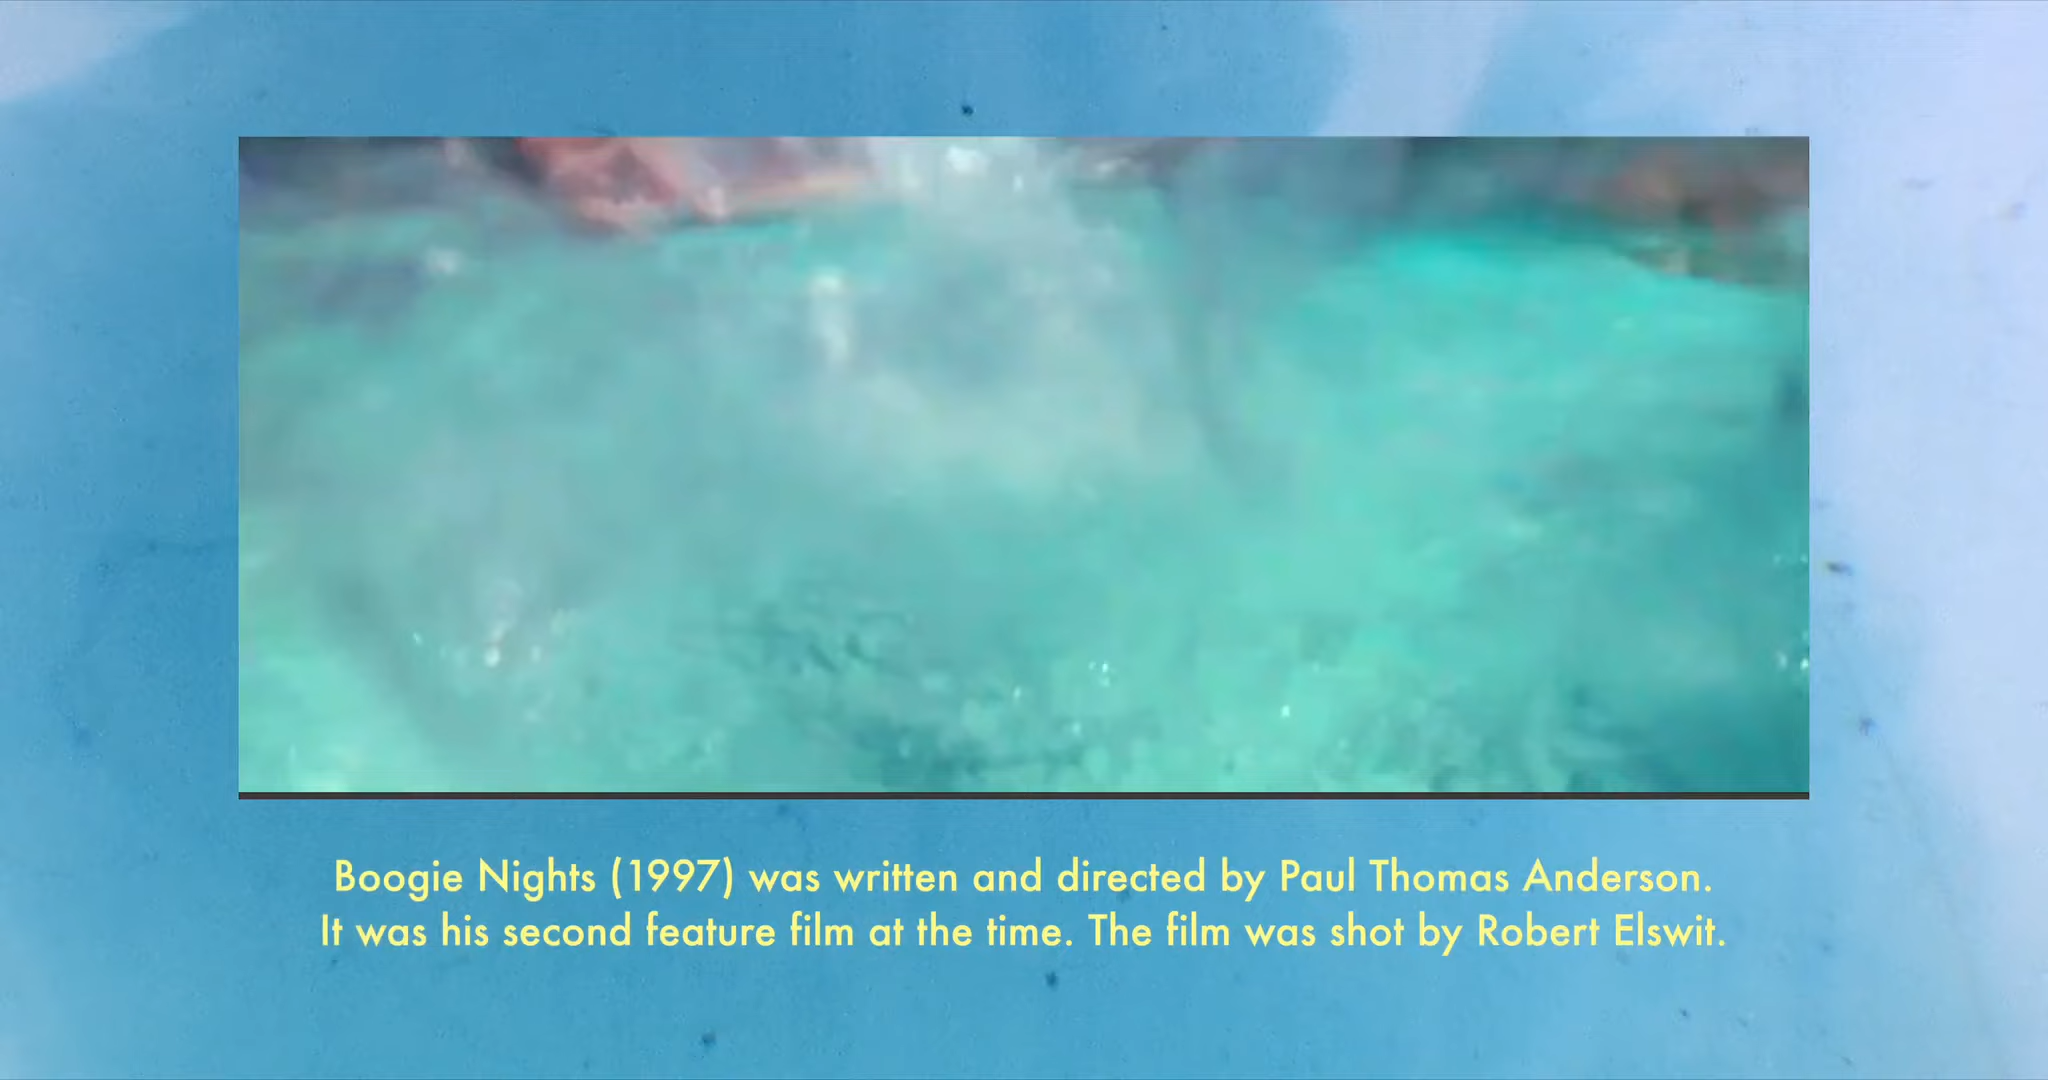 Boogie Nights (1997) was written and directed by Paul Thomas Anderson.
It was his second feature film at the time. The film was shot by Robert Elswit.